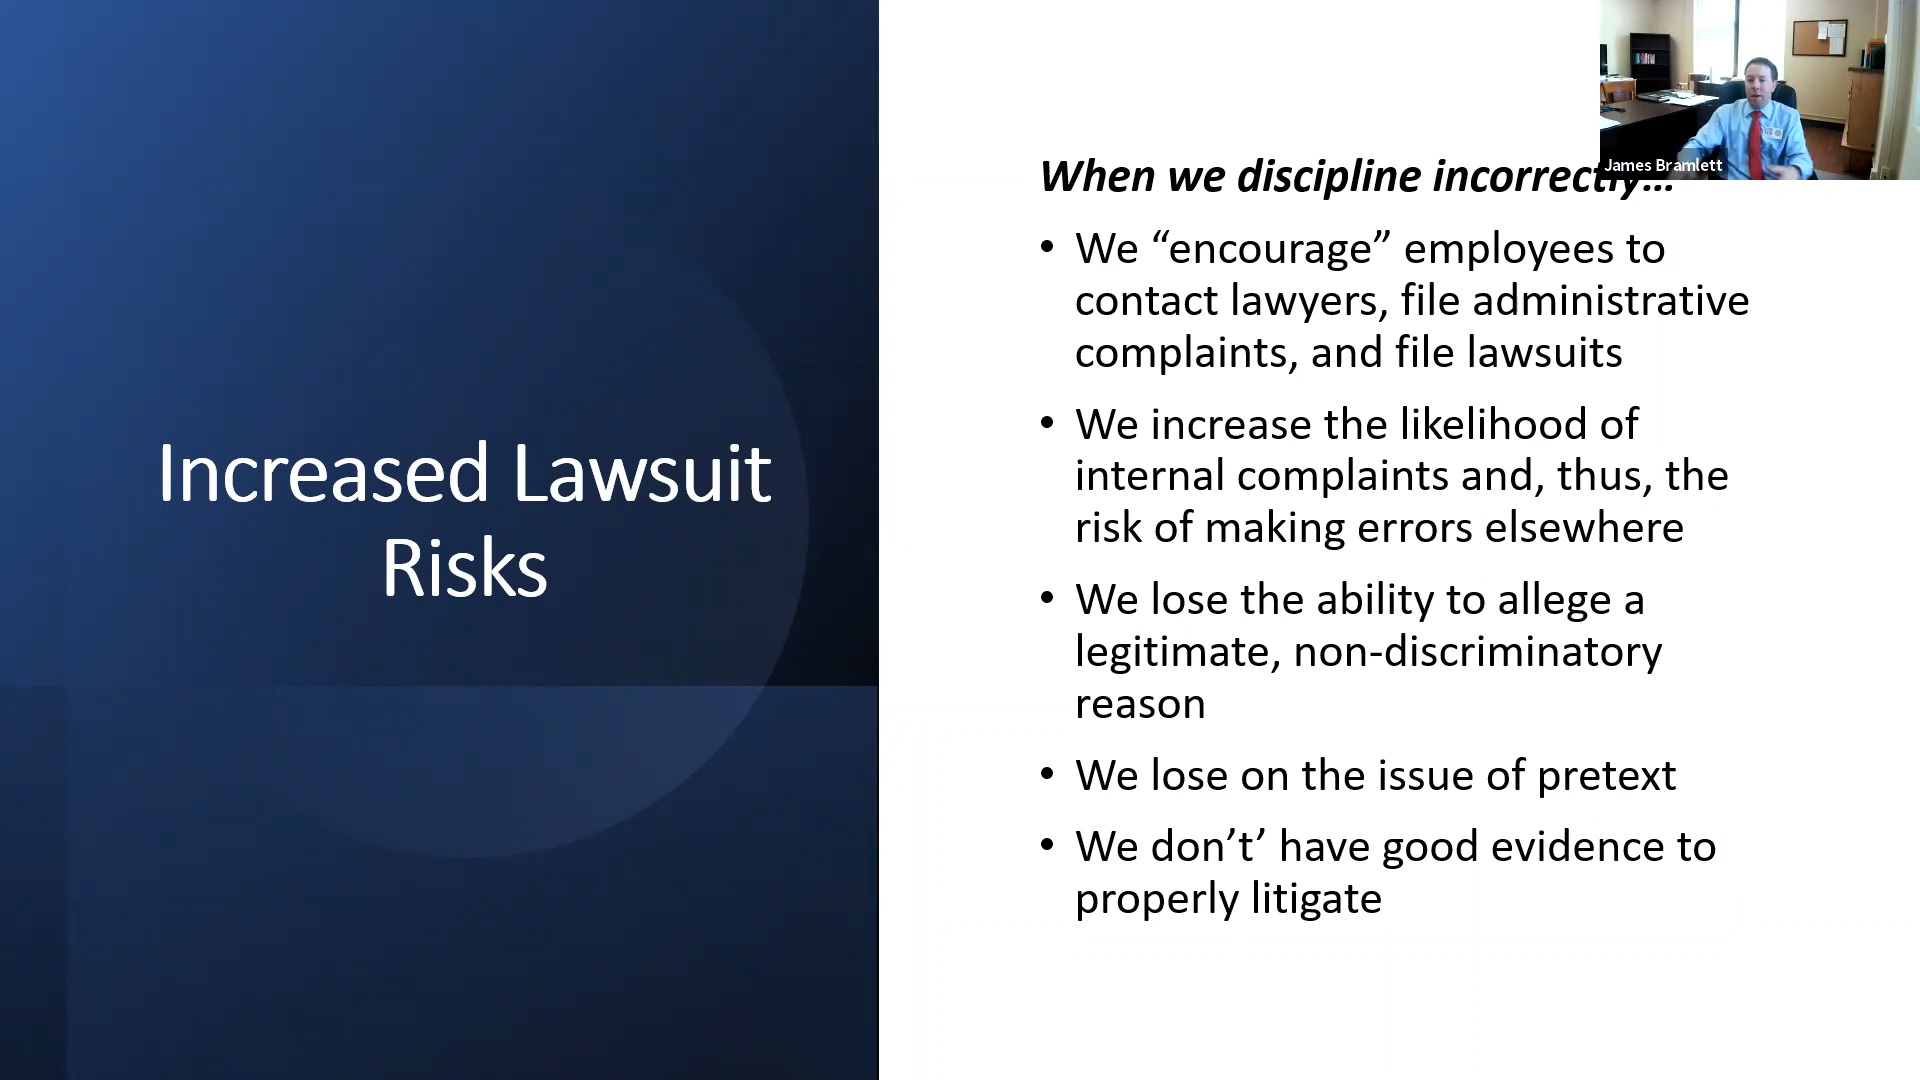 James Bramlett
Increased Lawsuit
Risks
When we discipline incorrectly...
• We “encourage” employees to
contact lawyers, file administrative
complaints, and file lawsuits
• We increase the likelihood of
internal complaints and, thus, the
risk of making errors elsewhere
• We lose the ability to allege a
legitimate, non-discriminatory
reason
• We lose on the issue of pretext
• We don’t’ have good evidence to
properly litigate